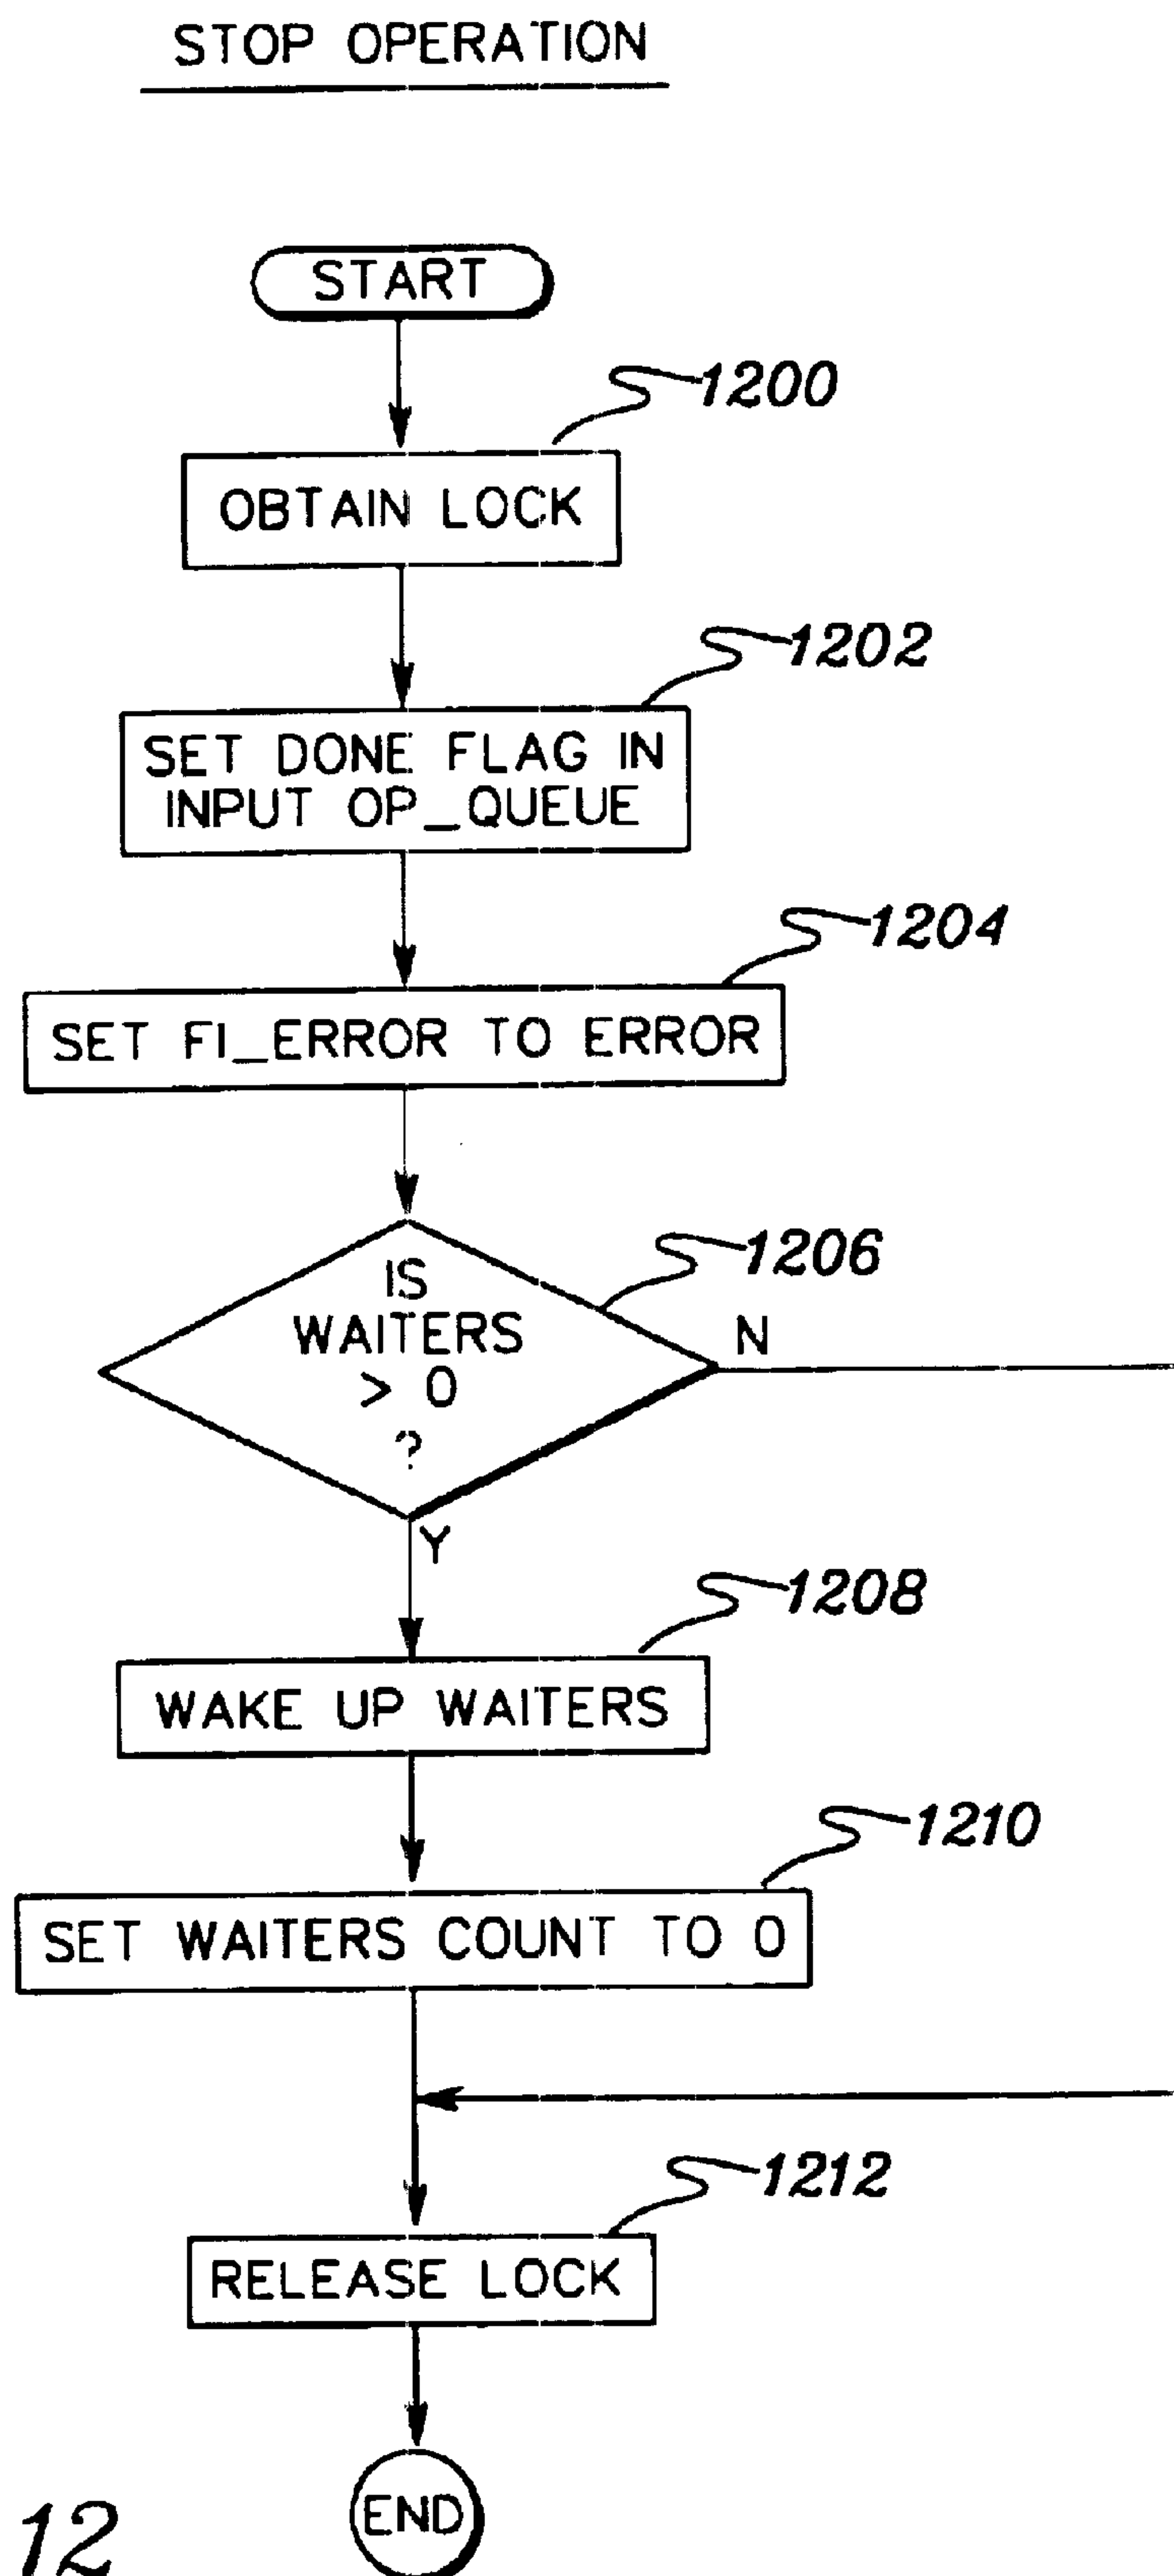 STOP OPERATION
START
1200
OBTAIN LOCK
1202
SET DONE FLAG IN
INPUT OP_QUEUE
1204
SET FI_ERROR TO ERROR
1206
IS
WAITERS
> 0
?
N
Y
1208
WAKE UP WAITERS
1210
SET WAITERS COUNT TO 0
1212
RELEASE LOCK
END
12